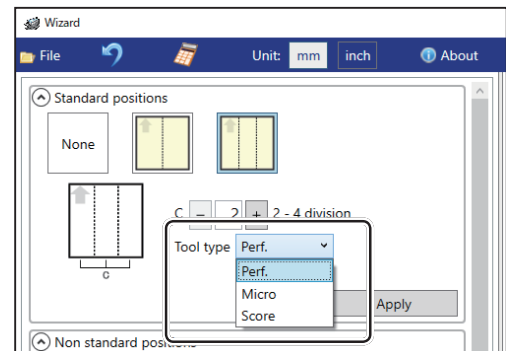 Wizard
File Unit: mm inch About
Standard positions
None
C − 2 + 2 - 4 division
Tool type Perf.
Perf.
Micro
Score
C
Apply
Non standard positions